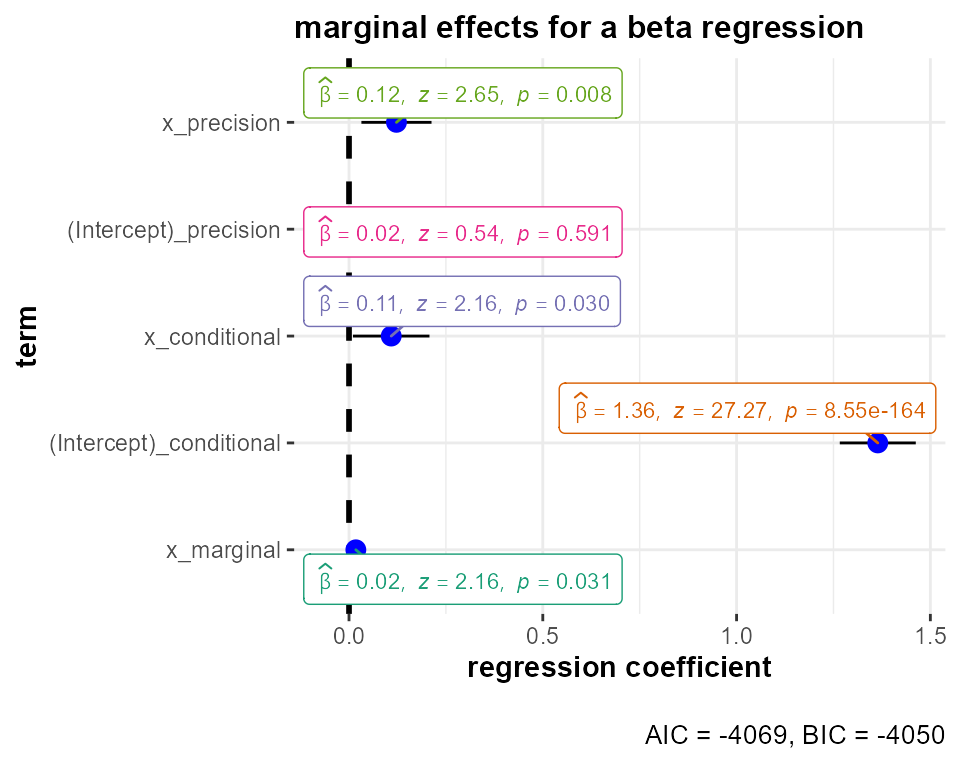 marginal effects for a beta regression
term
x_precision
β̂ = 0.12, z = 2.65, p = 0.008
(Intercept)_precision
β̂ = 0.02, z = 0.54, p = 0.591
x_conditional
β̂ = 0.11, z = 2.16, p = 0.030
(Intercept)_conditional
β̂ = 1.36, z = 27.27, p = 8.55e-164
x_marginal
β̂ = 0.02, z = 2.16, p = 0.031
0.0 0.5 1.0 1.5
regression coefficient
AIC = -4069, BIC = -4050